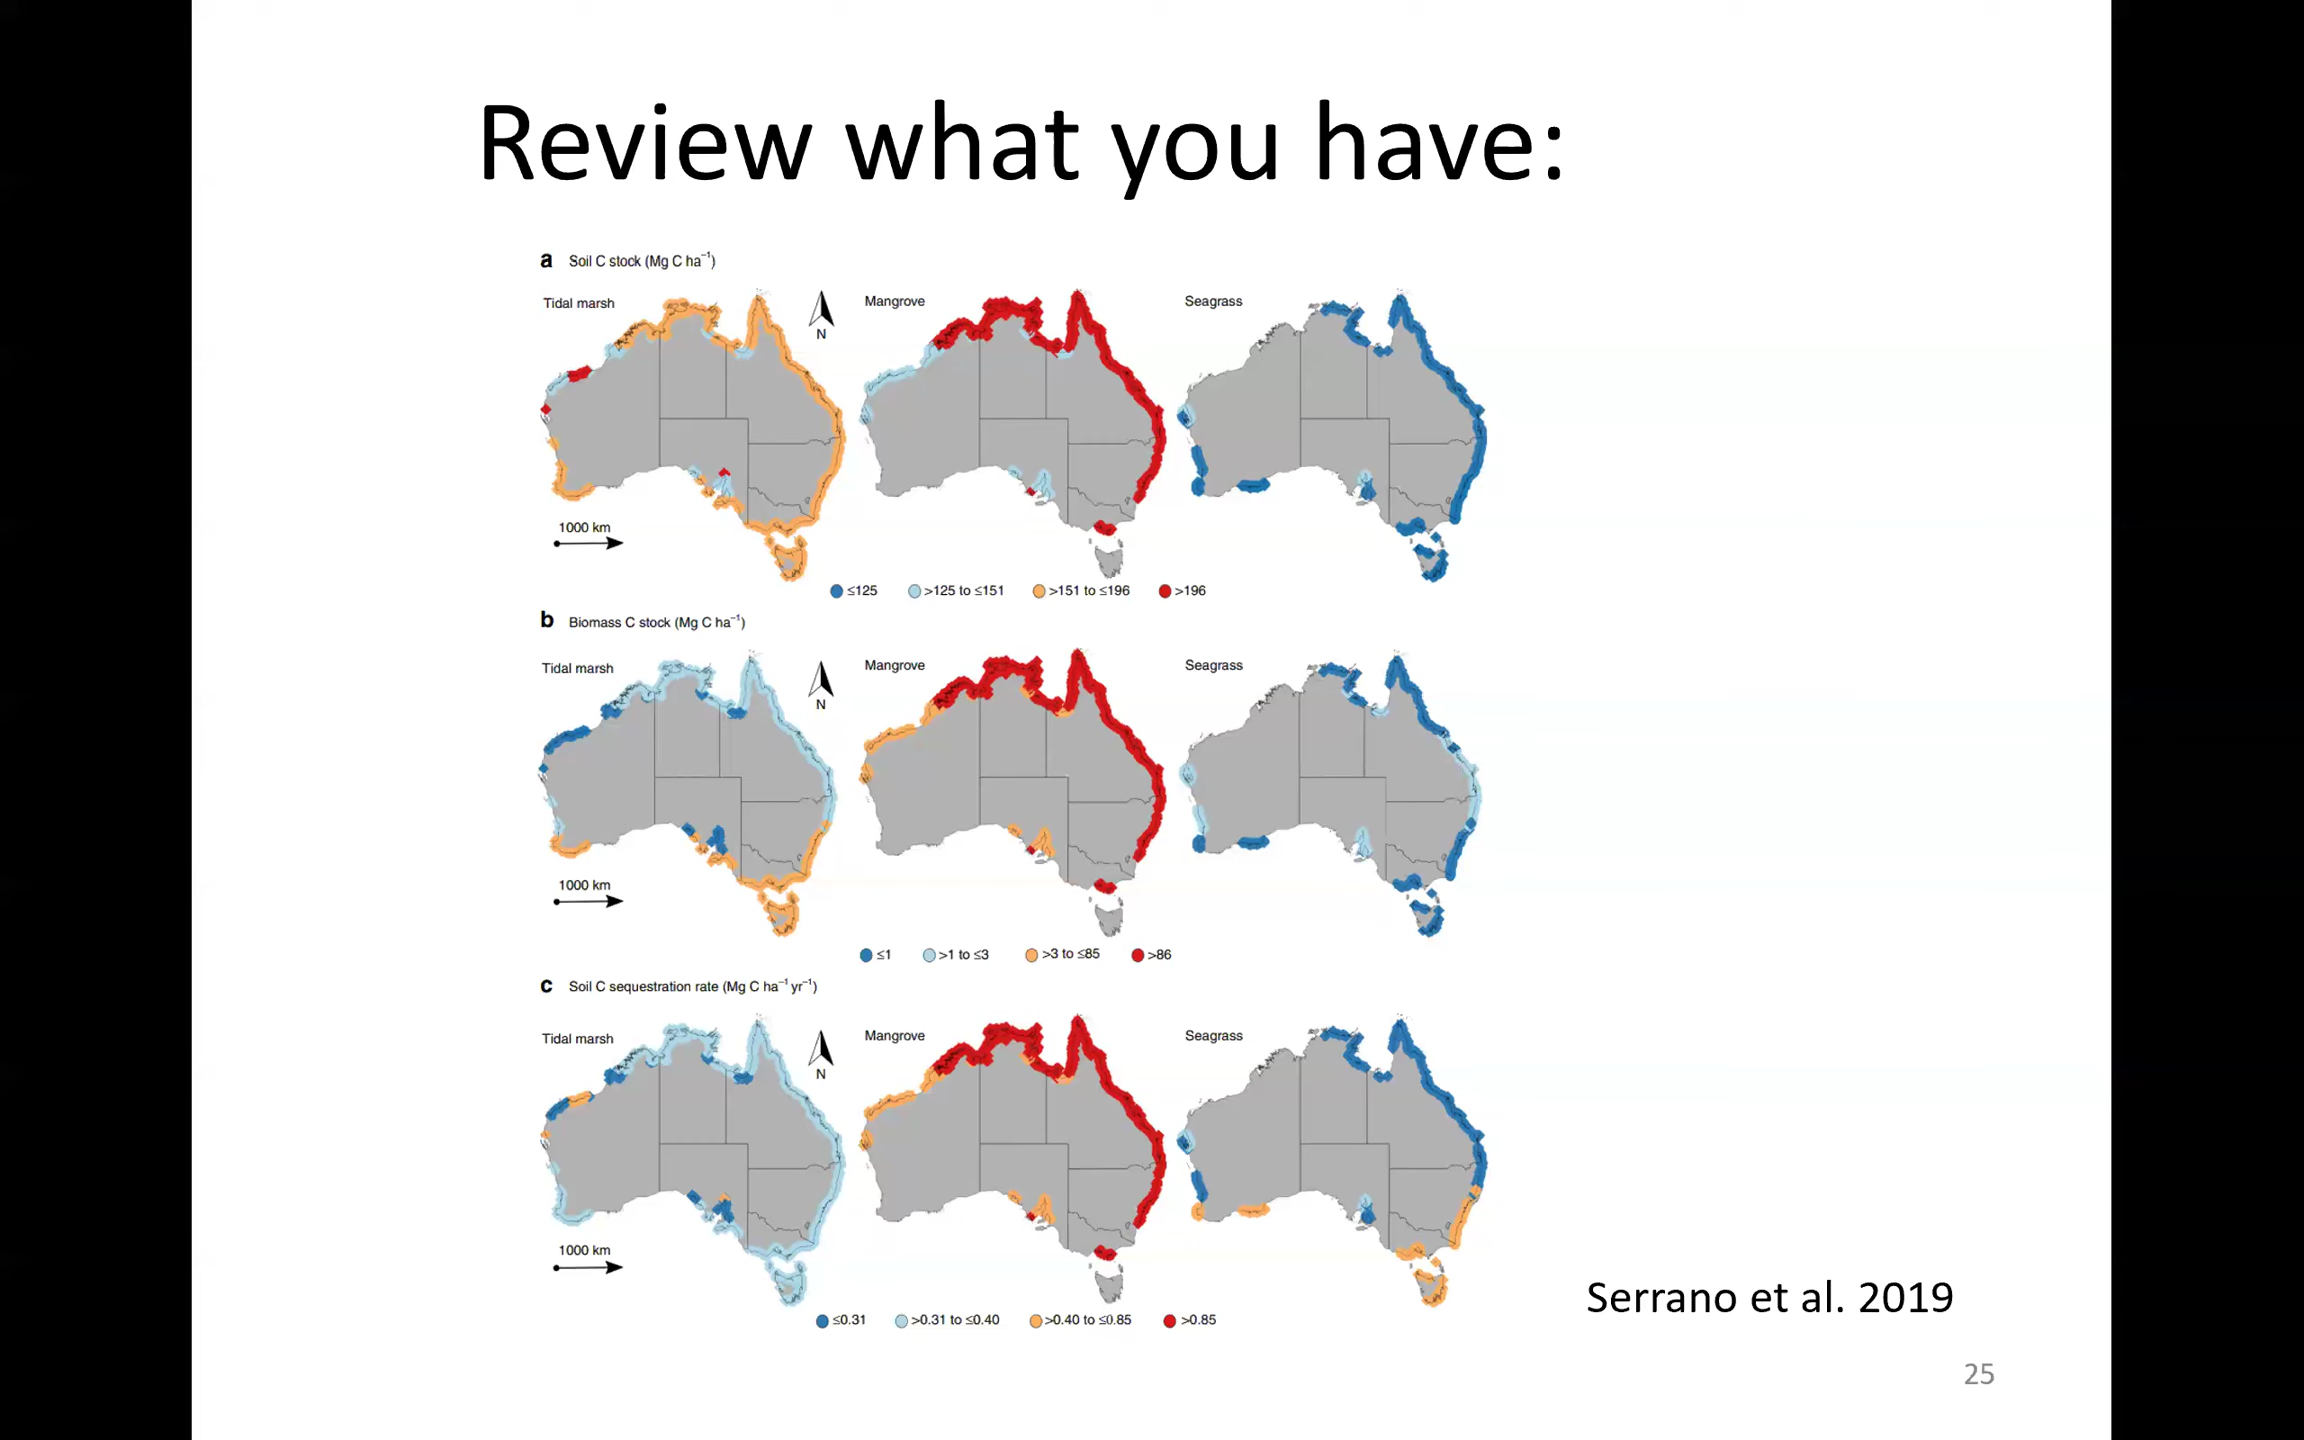 Review what you have:
a Soil C stock (Mg C ha⁻¹)
Tidal marsh
N
Mangrove
Seagrass
1000 km
≤125 >125 to ≤151 >151 to ≤196 >196
b Biomass C stock (Mg C ha⁻¹)
Tidal marsh
N
Mangrove
Seagrass
1000 km
≤1 >1 to ≤3 >3 to ≤85 >86
c Soil C sequestration rate (Mg C ha⁻¹ yr⁻¹)
Tidal marsh
N
Mangrove
Seagrass
1000 km
≤0.31 >0.31 to ≤0.40 >0.40 to ≤0.85 >0.85
Serrano et al. 2019
25